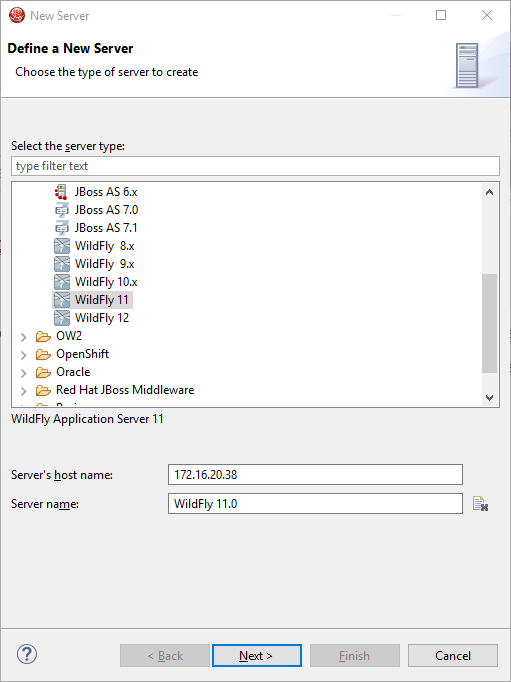 New Server
Define a New Server
Choose the type of server to create
Select the server type:
type filter text
JBoss AS 6.x
JBoss AS 7.0
JBoss AS 7.1
WildFly  8.x
WildFly  9.x
WildFly 10.x
WildFly 11
WildFly 12
OW2
OpenShift
Oracle
Red Hat JBoss Middleware
WildFly Application Server 11
Server's host name: 172.16.20.38
Server name: WildFly 11.0
? < Back Next > Finish Cancel